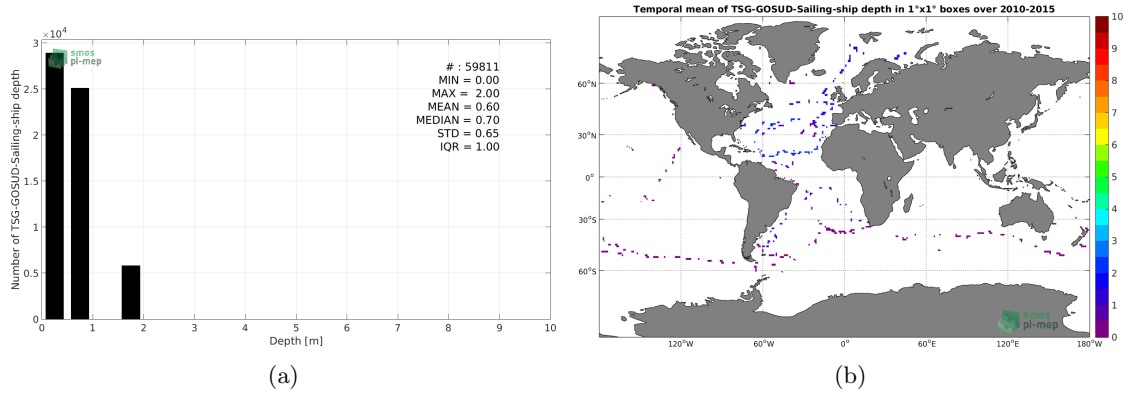 ×10⁴
3
2.5
2
1.5
1
0.5
0
Number of TSG-GOSUD-Sailing-ship depth
smos
pi-mep
# : 59811
MIN = 0.00
MAX = 2.00
MEAN = 0.60
MEDIAN = 0.70
STD = 0.65
IQR = 1.00
0 1 2 3 4 5 6 7 8 9 10
Depth [m]
(a)
Temporal mean of TSG-GOSUD-Sailing-ship depth in 1°x1° boxes over 2010-2015
60°N
30°N
0°
30°S
60°S
120°W 60°W 0° 60°E 120°E 180°W
smos
pi-mep
10
9
8
7
6
5
4
3
2
1
0
(b)